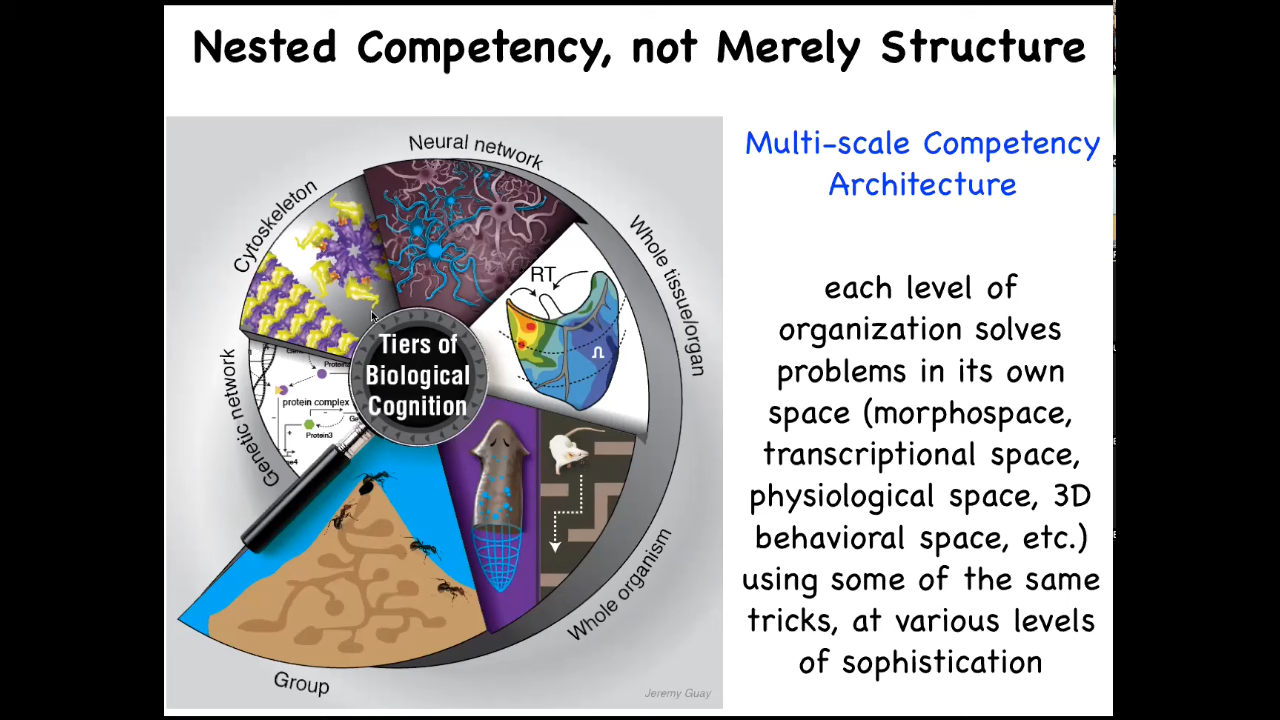 Nested Competency, not Merely Structure
Neural network
Cytoskeleton
Whole tissue/organ
RT
Tiers of
Biological
Cognition
Genetic network
protein complex
Protein3
Whole organism
Group
Jeremy Guay
Multi-scale Competency
Architecture
each level of
organization solves
problems in its own
space (morphospace,
transcriptional space,
physiological space, 3D
behavioral space, etc.)
using some of the same
tricks, at various levels
of sophistication